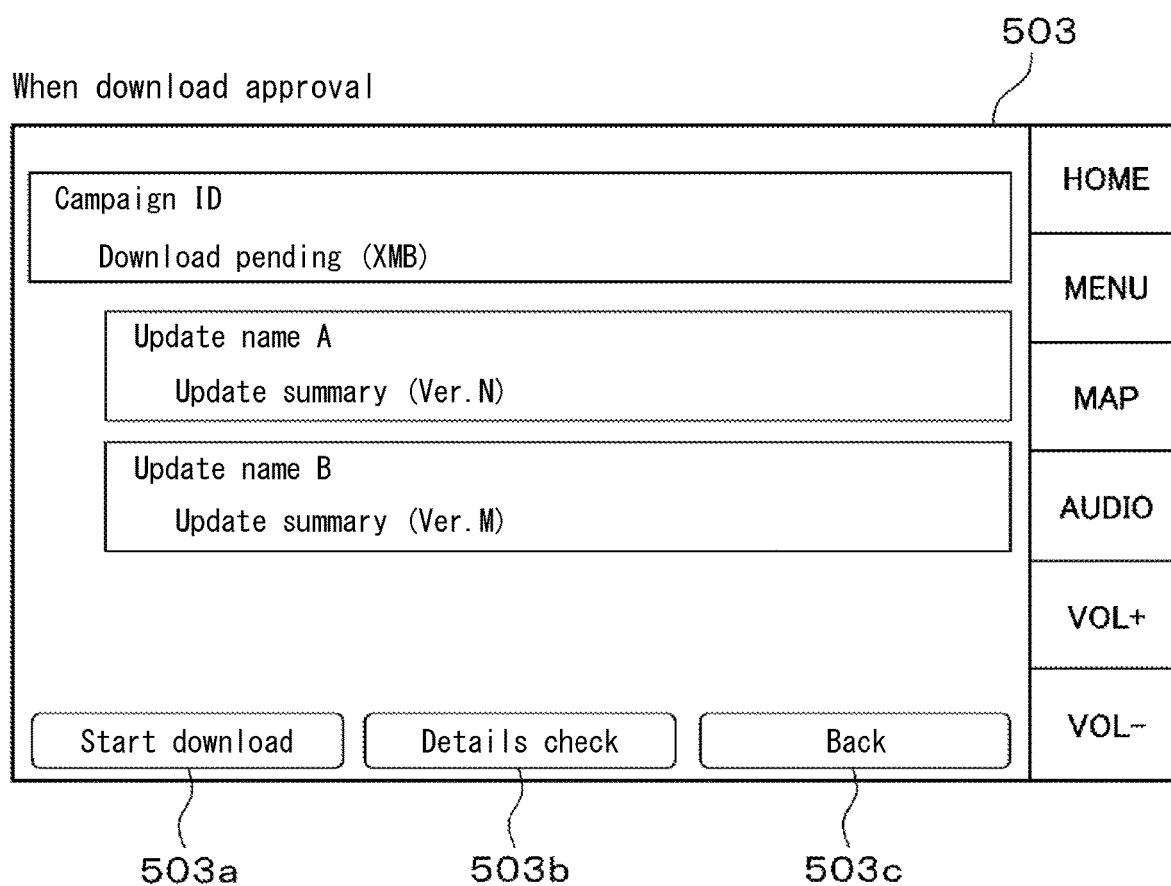 503
When download approval
Campaign ID
Download pending (XMB)
Update name A
Update summary (Ver.N)
Update name B
Update summary (Ver.M)
Start download
Details check
Back
HOME
MENU
MAP
AUDIO
VOL+
VOL-
503a
503b
503c